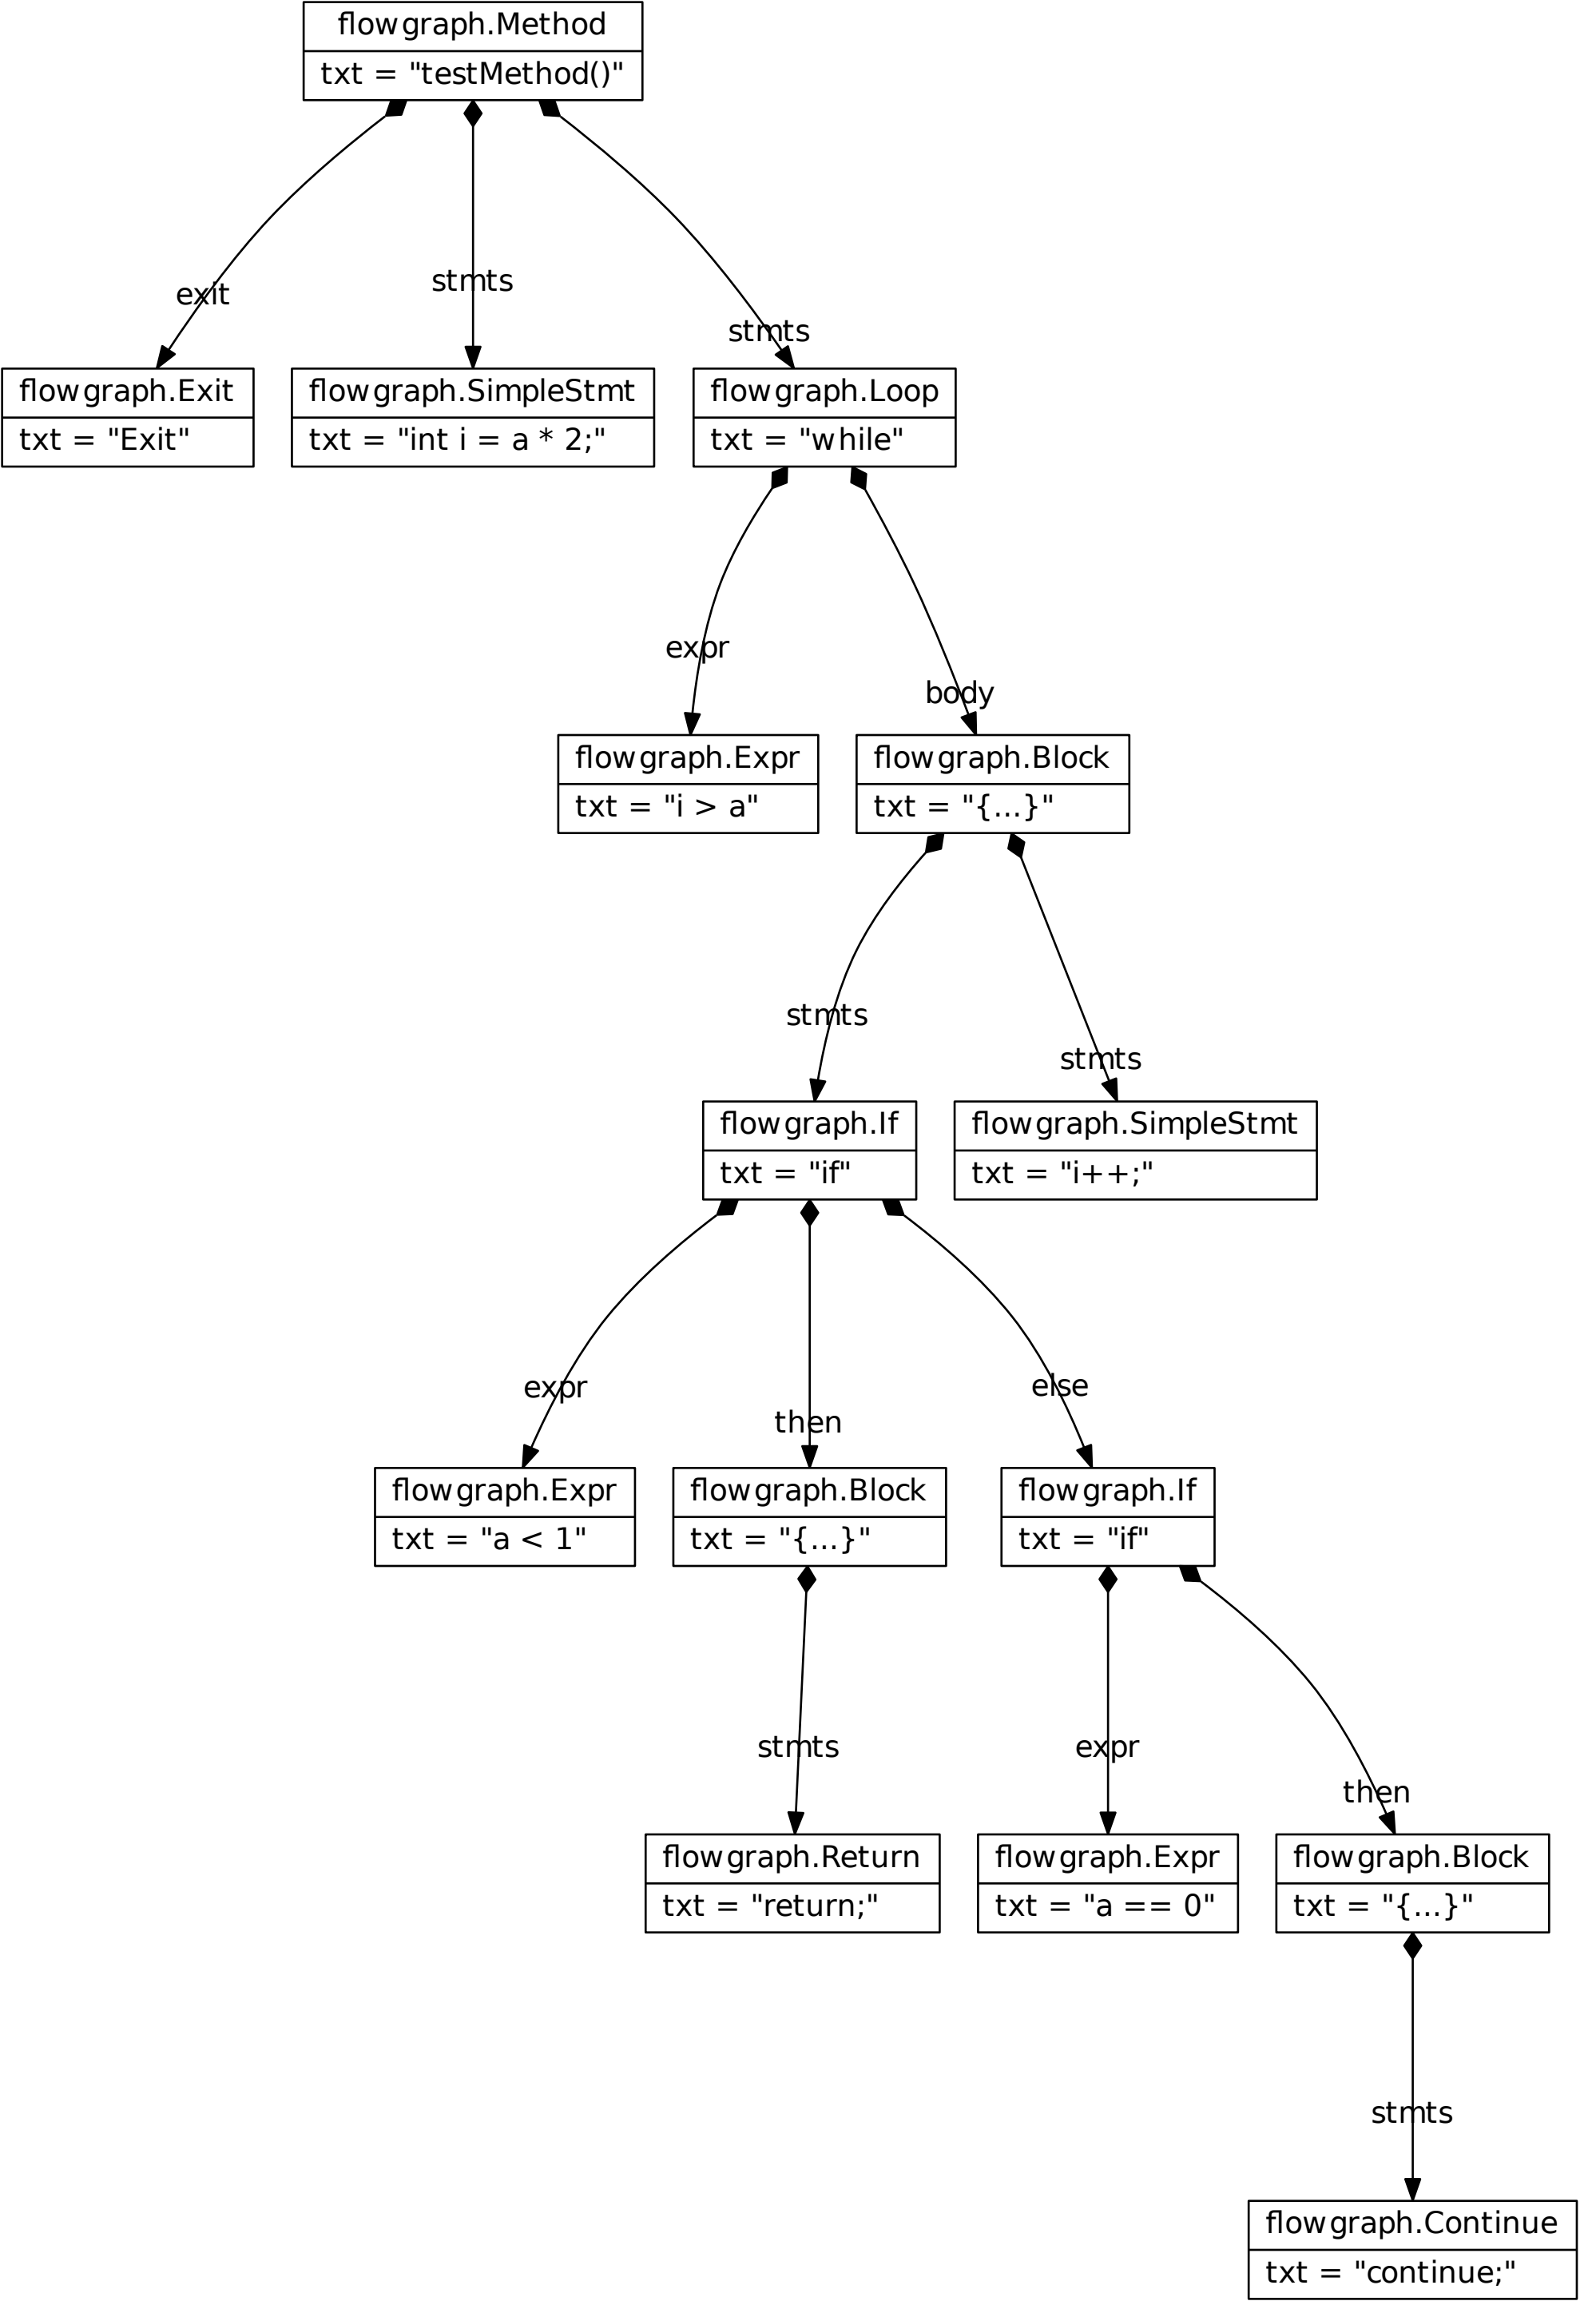 flowgraph.Method
txt = "testMethod()"
exit
stmts
stmts
flowgraph.Exit
txt = "Exit"
flowgraph.SimpleStmt
txt = "int i = a * 2;"
flowgraph.Loop
txt = "while"
expr
body
flowgraph.Expr
txt = "i > a"
flowgraph.Block
txt = "{...}"
stmts
stmts
flowgraph.If
txt = "if"
flowgraph.SimpleStmt
txt = "i++;"
expr
then
else
flowgraph.Expr
txt = "a < 1"
flowgraph.Block
txt = "{...}"
flowgraph.If
txt = "if"
stmts
expr
then
flowgraph.Return
txt = "return;"
flowgraph.Expr
txt = "a == 0"
flowgraph.Block
txt = "{...}"
stmts
flowgraph.Continue
txt = "continue;"